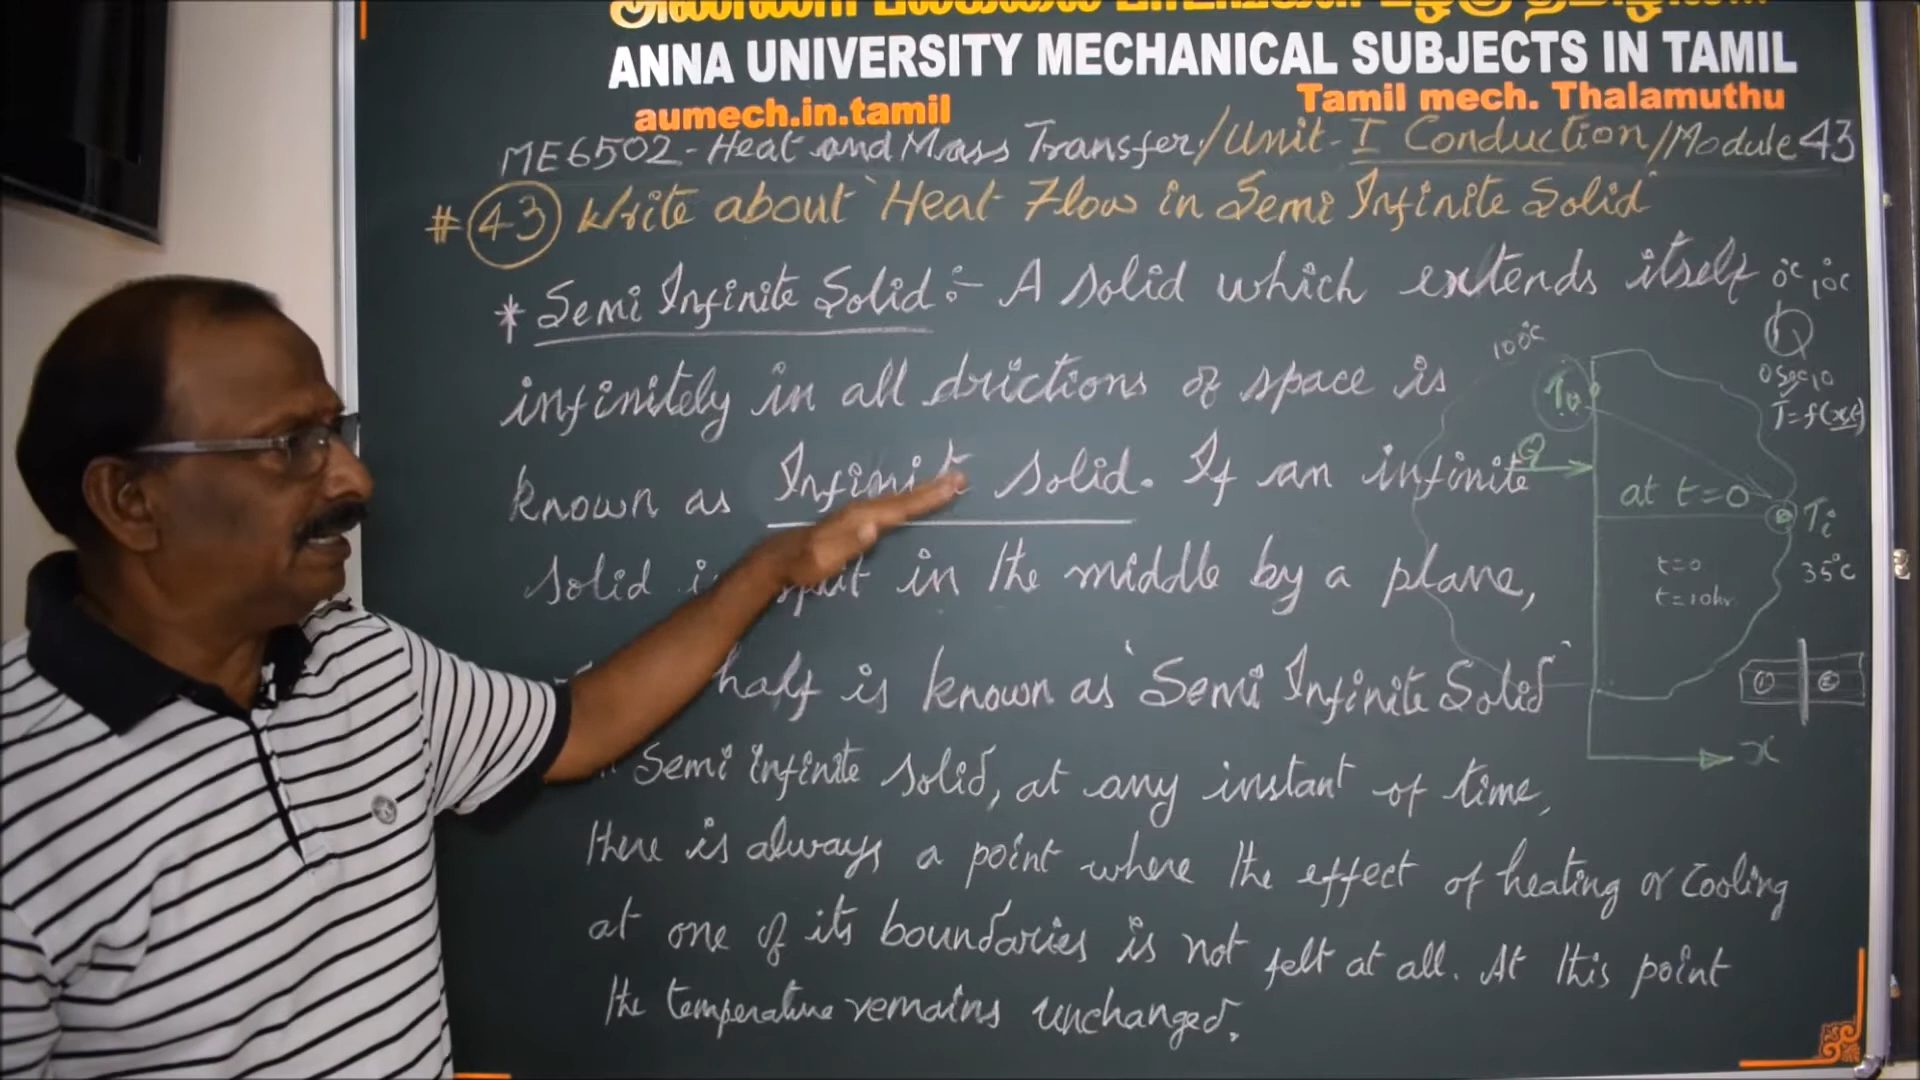 ANNA UNIVERSITY MECHANICAL SUBJECTS IN TAMIL
aumech.in.tamil
Tamil mech. Thalamuthu
ME6502-Heat and Mass Transfer/Unit-I Conduction/Module 43
# 43 Write about "Heat Flow in Semi Infinite Solid"
* Semi Infinite Solid:- A solid which extends itself
infinitely in all drictions of space is
known as Infinite solid. If an infinite
solid in the middle by a plane,
half is known as "Semi Infinite Solid"
Semi infinite solid, at any instant of time,
there is always a point where the effect of heating or cooling
at one of its boundaries is not felt at all. At this point
the temperature remains unchanged.
100°C
0°C, 10°C
Q
T=f(x,t)
T₀
Q
at t=0
Ti
35°C
t=0
t=10hr
1
2
x